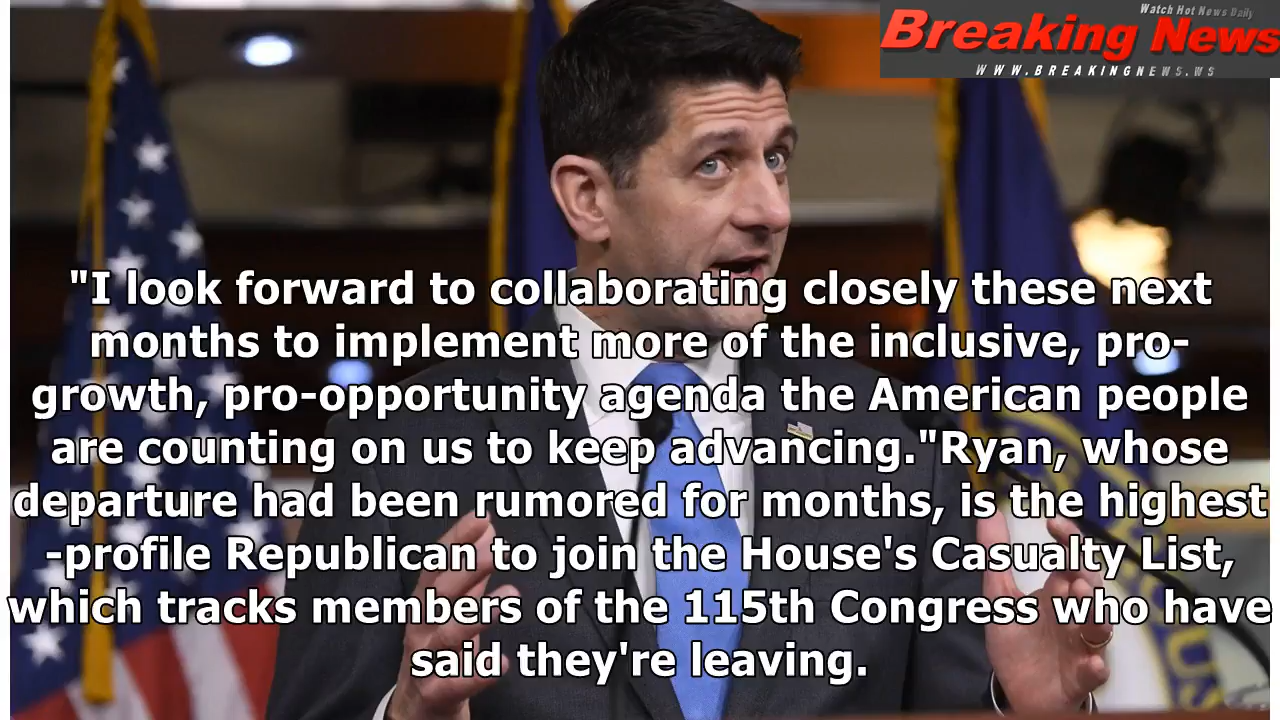 Watch Hot News Daily
Breaking News
WWW.BREAKINGNEWS.WS
"I look forward to collaborating closely these next
months to implement more of the inclusive, pro-
growth, pro-opportunity agenda the American people
are counting on us to keep advancing."Ryan, whose
departure had been rumored for months, is the highest
-profile Republican to join the House's Casualty List,
which tracks members of the 115th Congress who have
said they're leaving.